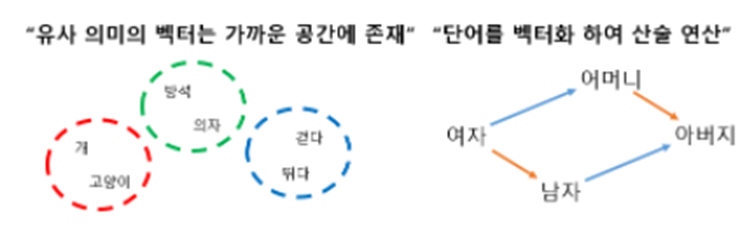 “유사 의미의 벡터는 가까운 공간에 존재”
방석
의자
개
고양이
걷다
뛰다
“단어를 벡터화 하여 산술 연산”
어머니
여자
아버지
남자